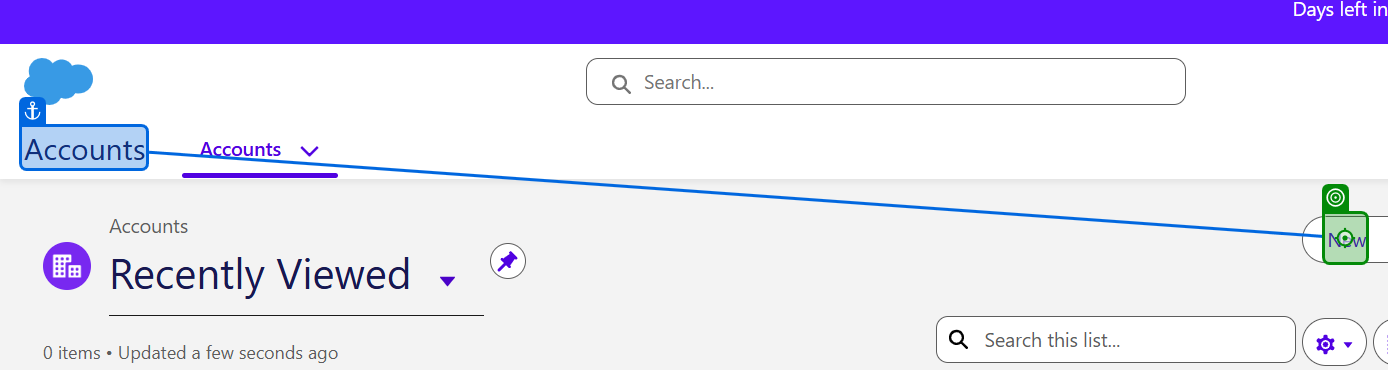 Days left in
Search...
Accounts
Accounts
Accounts
New
Recently Viewed
0 items • Updated a few seconds ago
Search this list...